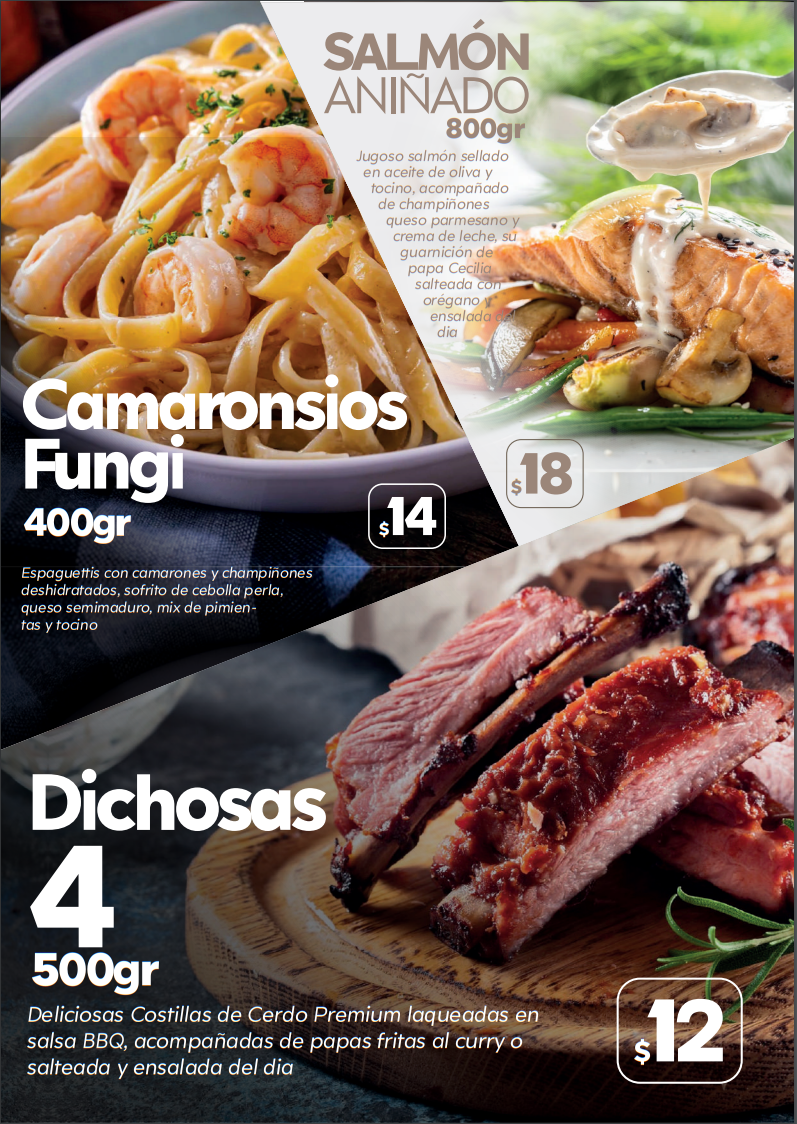 SALMÓN
ANIÑADO
800gr
Jugoso salmón sellado
en aceite de oliva y
tocino, acompañado
de champiñones
queso parmesano y
crema de leche, su
guarnición de
papa Cecilia
salteada con
orégano y
ensalada del
dia
$18
Camaronsios
Fungi
400gr
$14
Espaguettis con camarones y champiñones
deshidratados, sofrito de cebolla perla,
queso semimaduro, mix de pimien-
tas y tocino
Dichosas
4
500gr
Deliciosas Costillas de Cerdo Premium laqueadas en
salsa BBQ, acompañadas de papas fritas al curry o
salteada y ensalada del dia
$12